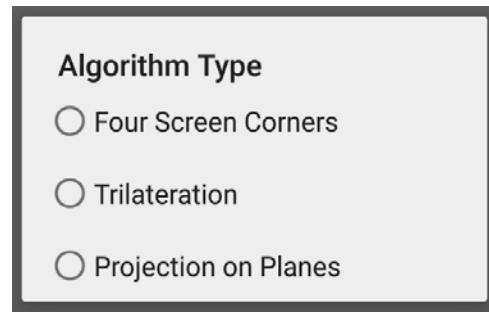 Algorithm Type
Four Screen Corners
Trilateration
Projection on Planes